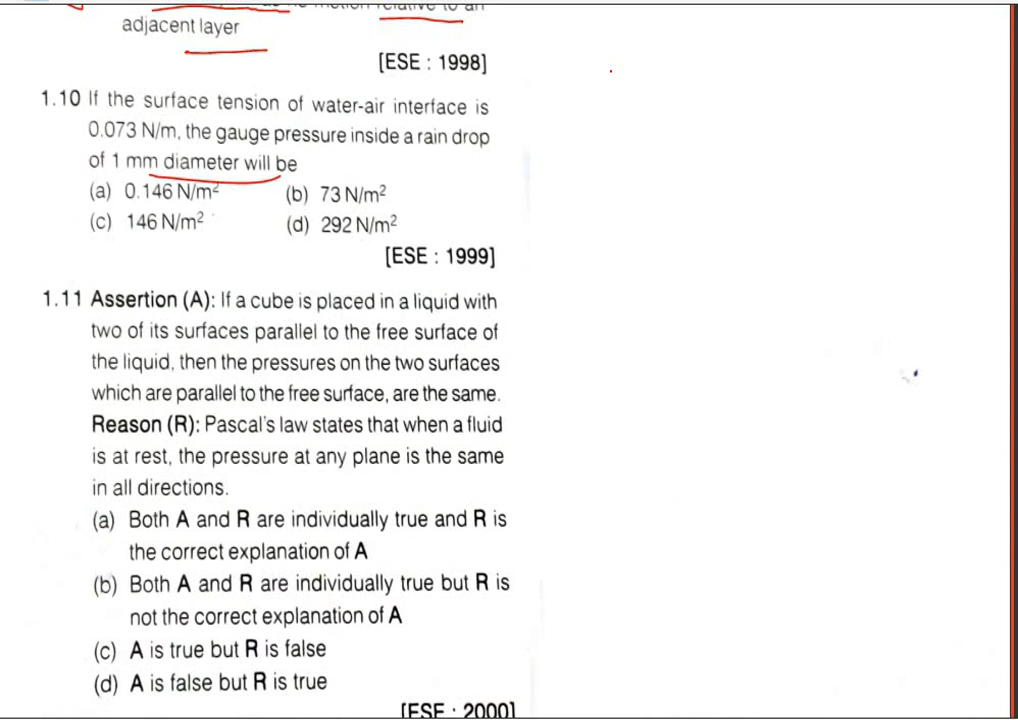 relative to an
adjacent layer
[ESE : 1998]
1.10 If the surface tension of water-air interface is
0.073 N/m, the gauge pressure inside a rain drop
of 1 mm diameter will be
(a) 0.146 N/m² (b) 73 N/m²
(c) 146 N/m² (d) 292 N/m²
[ESE : 1999]
1.11 Assertion (A): If a cube is placed in a liquid with
two of its surfaces parallel to the free surface of
the liquid, then the pressures on the two surfaces
which are parallel to the free surface, are the same.
Reason (R): Pascal's law states that when a fluid
is at rest, the pressure at any plane is the same
in all directions.
(a) Both A and R are individually true and R is
the correct explanation of A
(b) Both A and R are individually true but R is
not the correct explanation of A
(c) A is true but R is false
(d) A is false but R is true
[ESE : 2000]